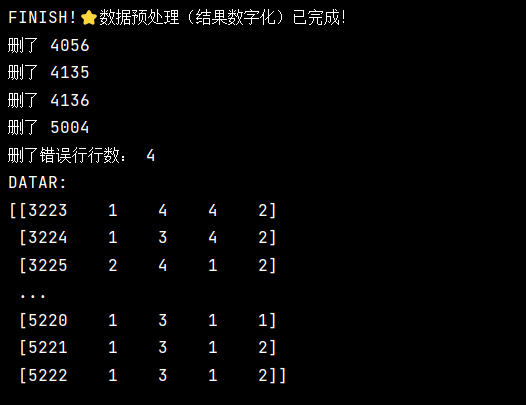 FINISH!⭐数据预处理（结果数字化）已完成！
删了 4056
删了 4135
删了 4136
删了 5004
删了错误行行数： 4
DATAR:
[[3223    1    4    4    2]
 [3224    1    3    4    2]
 [3225    2    4    1    2]
 ...
 [5220    1    3    1    1]
 [5221    1    3    1    2]
 [5222    1    3    1    2]]